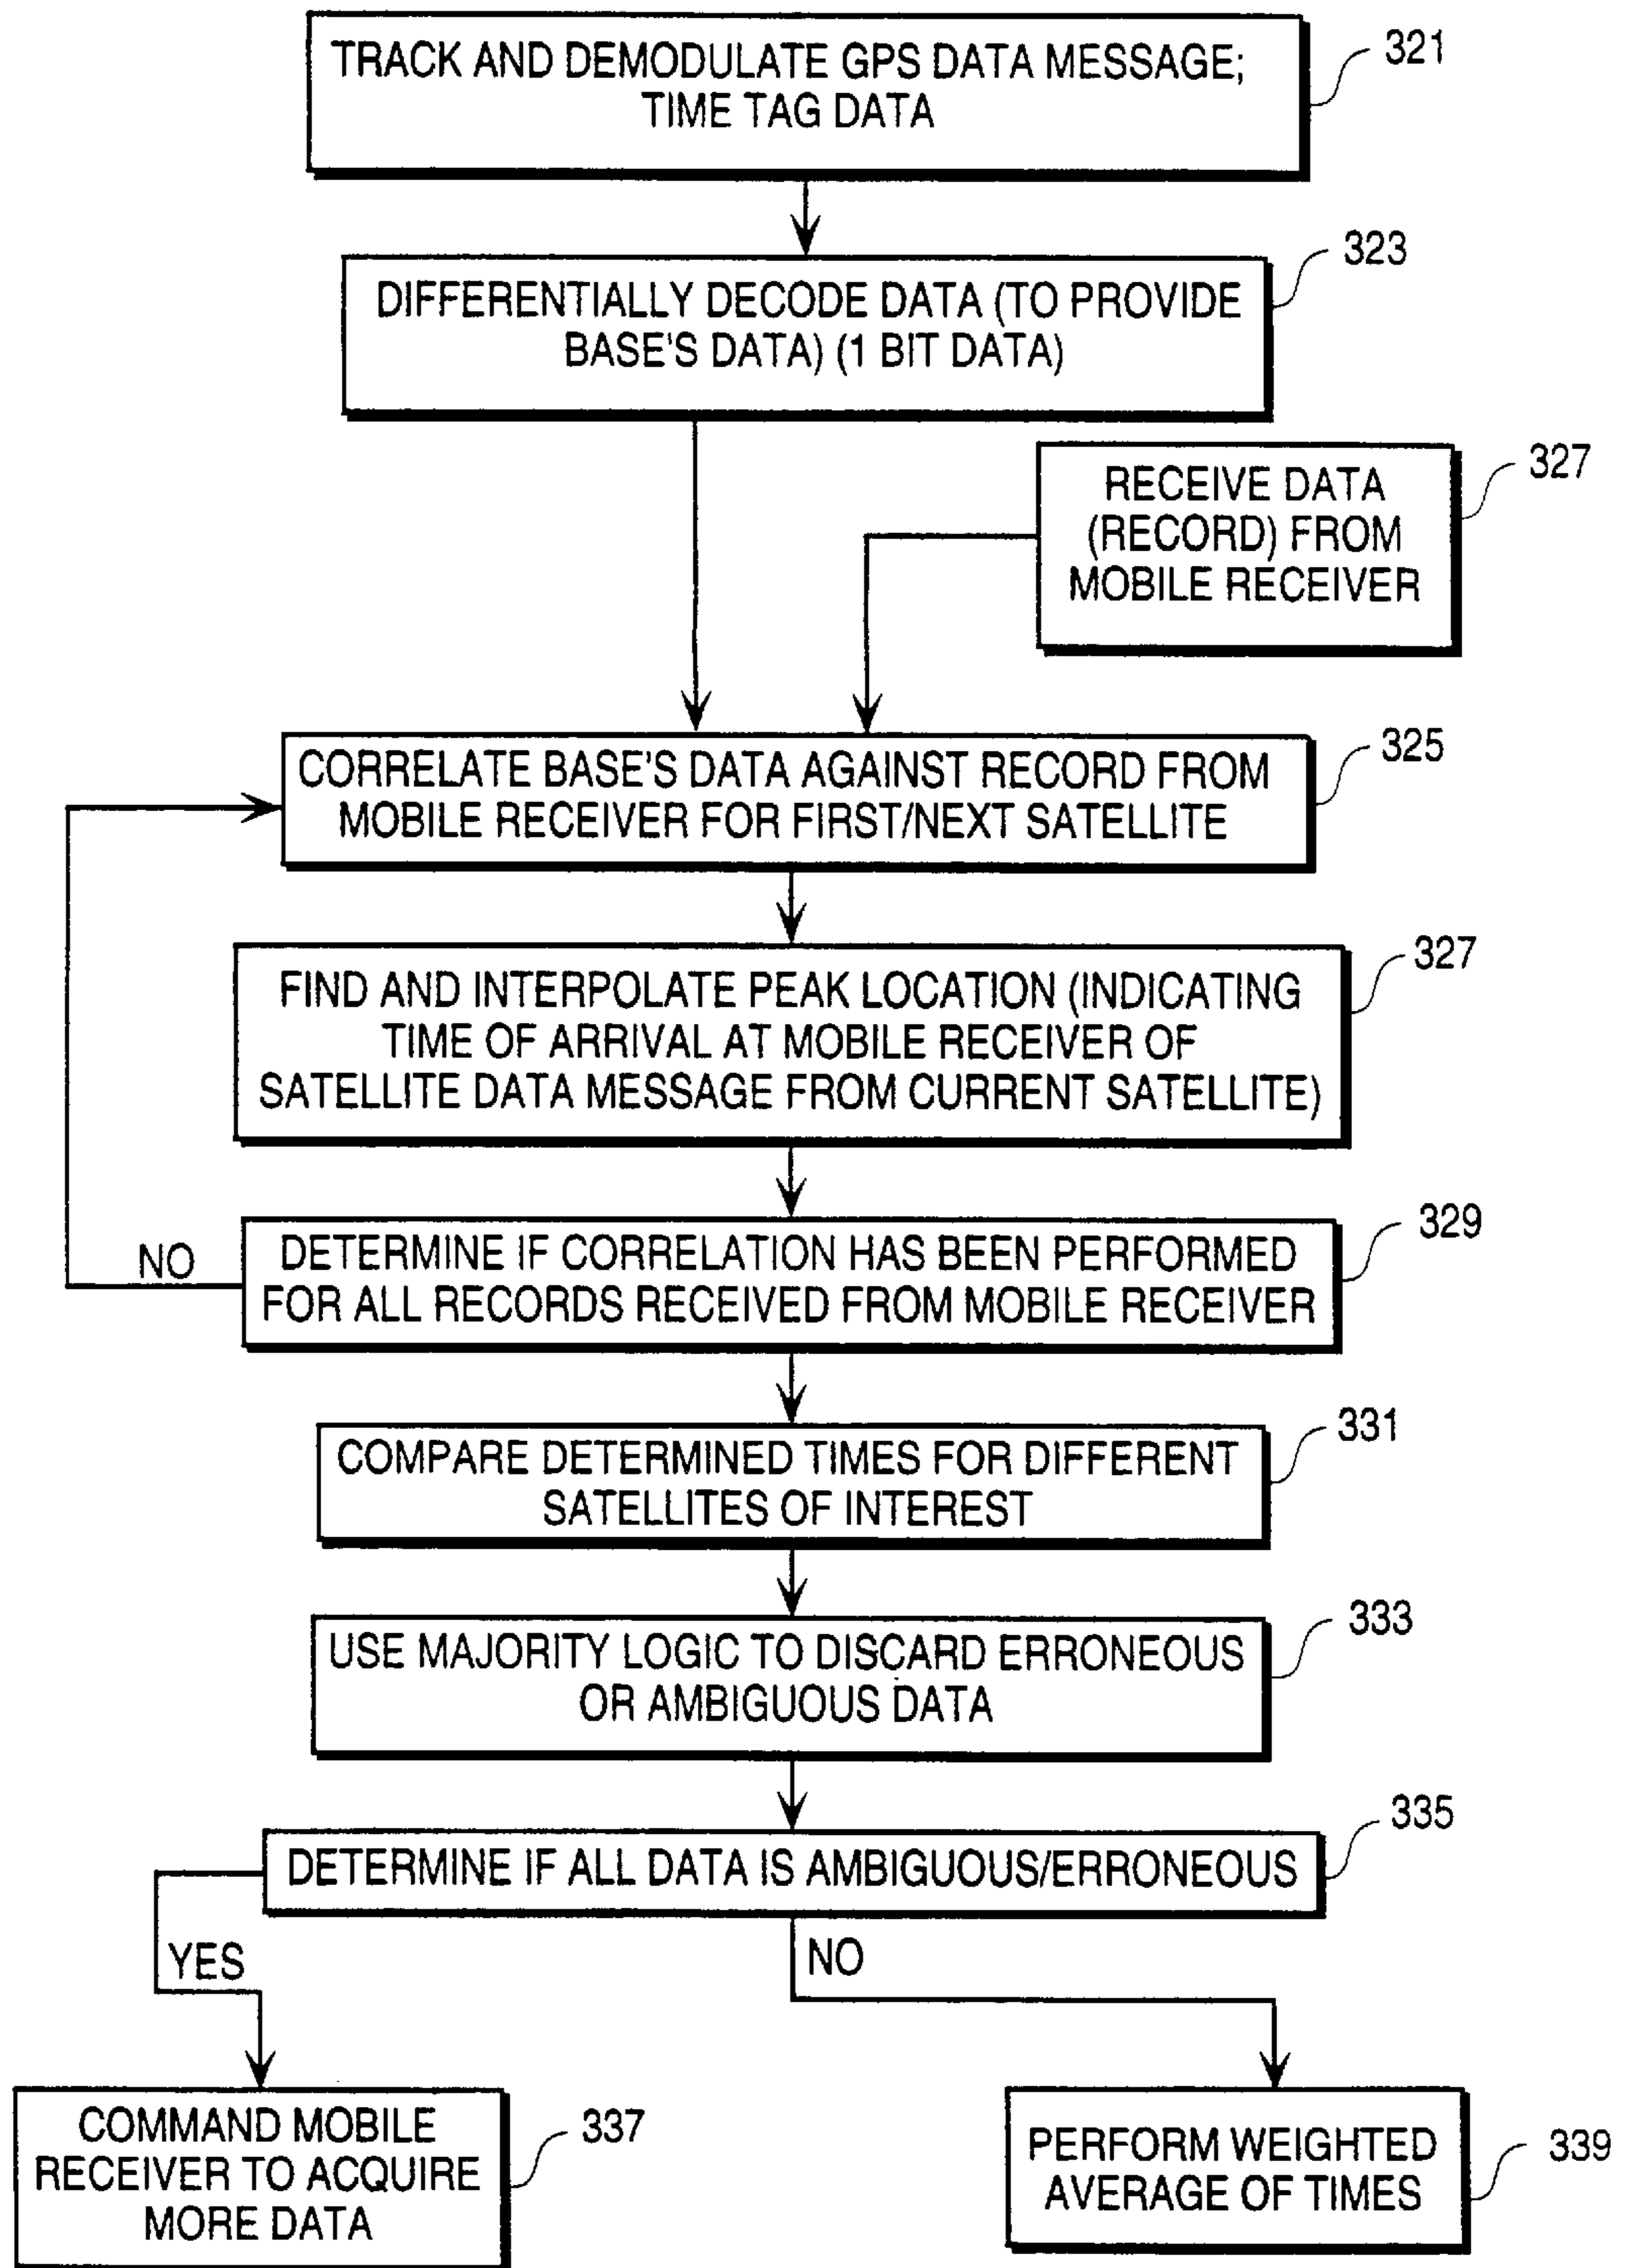 TRACK AND DEMODULATE GPS DATA MESSAGE;
TIME TAG DATA
321
DIFFERENTIALLY DECODE DATA (TO PROVIDE
BASE'S DATA) (1 BIT DATA)
323
RECEIVE DATA
(RECORD) FROM
MOBILE RECEIVER
327
CORRELATE BASE'S DATA AGAINST RECORD FROM
MOBILE RECEIVER FOR FIRST/NEXT SATELLITE
325
FIND AND INTERPOLATE PEAK LOCATION (INDICATING
TIME OF ARRIVAL AT MOBILE RECEIVER OF
SATELLITE DATA MESSAGE FROM CURRENT SATELLITE)
327
NO
DETERMINE IF CORRELATION HAS BEEN PERFORMED
FOR ALL RECORDS RECEIVED FROM MOBILE RECEIVER
329
COMPARE DETERMINED TIMES FOR DIFFERENT
SATELLITES OF INTEREST
331
USE MAJORITY LOGIC TO DISCARD ERRONEOUS
OR AMBIGUOUS DATA
333
DETERMINE IF ALL DATA IS AMBIGUOUS/ERRONEOUS
335
YES
NO
COMMAND MOBILE
RECEIVER TO ACQUIRE
MORE DATA
337
PERFORM WEIGHTED
AVERAGE OF TIMES
339